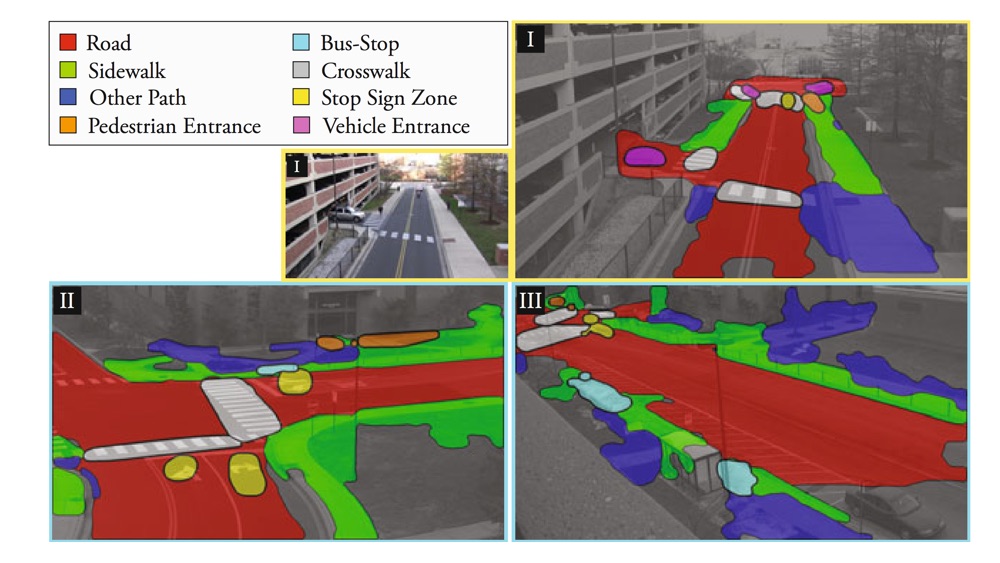 Road
Sidewalk
Other Path
Pedestrian Entrance
Bus-Stop
Crosswalk
Stop Sign Zone
Vehicle Entrance
I
I
II
III